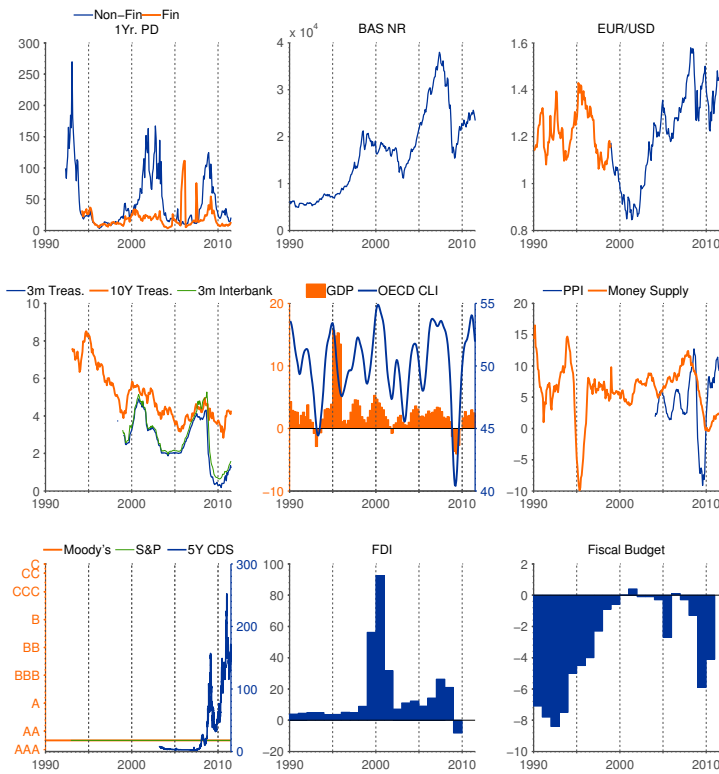 Non-Fin Fin
1Yr. PD
300
250
200
150
100
50
0
1990 2000 2010
x 10⁴ BAS NR
4
3
2
1
0
1990 2000 2010
EUR/USD
1.6
1.4
1.2
1
0.8
1990 2000 2010
3m Treas. 10Y Treas. 3m Interbank
10
8
6
4
2
0
1990 2000 2010
GDP OECD CLI
20
10
0
−10
55
50
45
40
1990 2000 2010
PPI Money Supply
20
15
10
5
0
−5
−10
1990 2000 2010
Moody's S&P 5Y CDS
C
CC
CCC
B
BB
BBB
A
AA
AAA
300
200
100
0
1990 2000 2010
FDI
100
80
60
40
20
0
−20
1990 2000 2010
Fiscal Budget
2
0
−2
−4
−6
−8
−10
1990 2000 2010